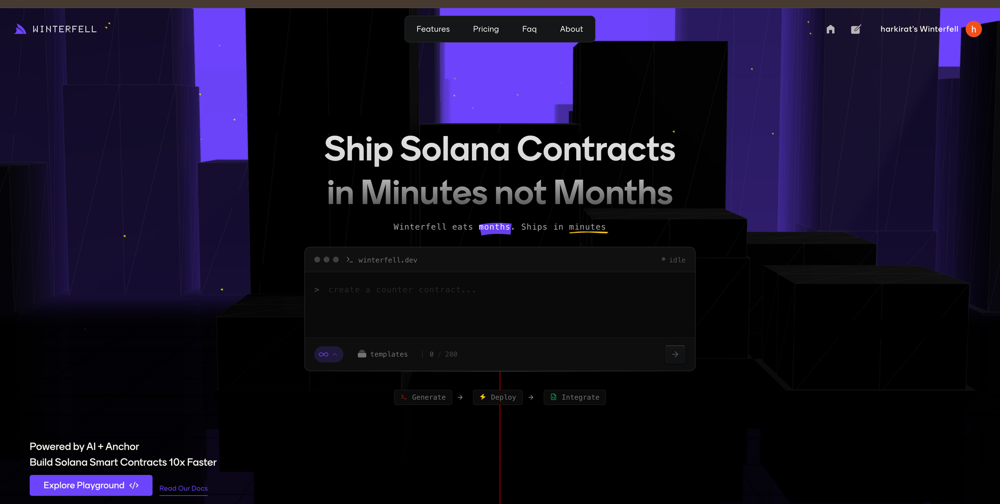 WINTERFELL
Features Pricing Faq About
harkirat's Winterfell h
Ship Solana Contracts
in Minutes not Months
Winterfell eats months. Ships in minutes
>_ winterfell.dev
idle
> create a counter contract...
templates | 0 / 200
Generate → Deploy → Integrate
Powered by AI + Anchor
Build Solana Smart Contracts 10x Faster
Explore Playground </>
Read Our Docs